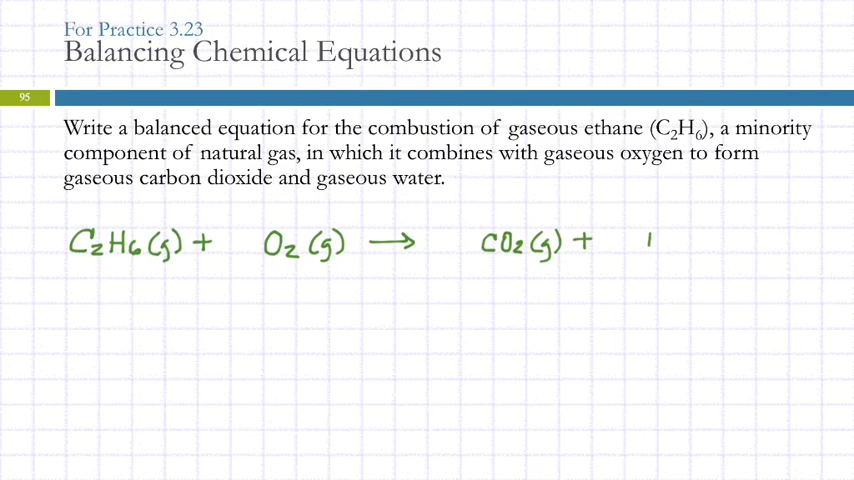 For Practice 3.23
Balancing Chemical Equations
95
Write a balanced equation for the combustion of gaseous ethane (C₂H₆), a minority
component of natural gas, in which it combines with gaseous oxygen to form
gaseous carbon dioxide and gaseous water.
C₂H₆(g) + O₂(g) → CO₂(g) +